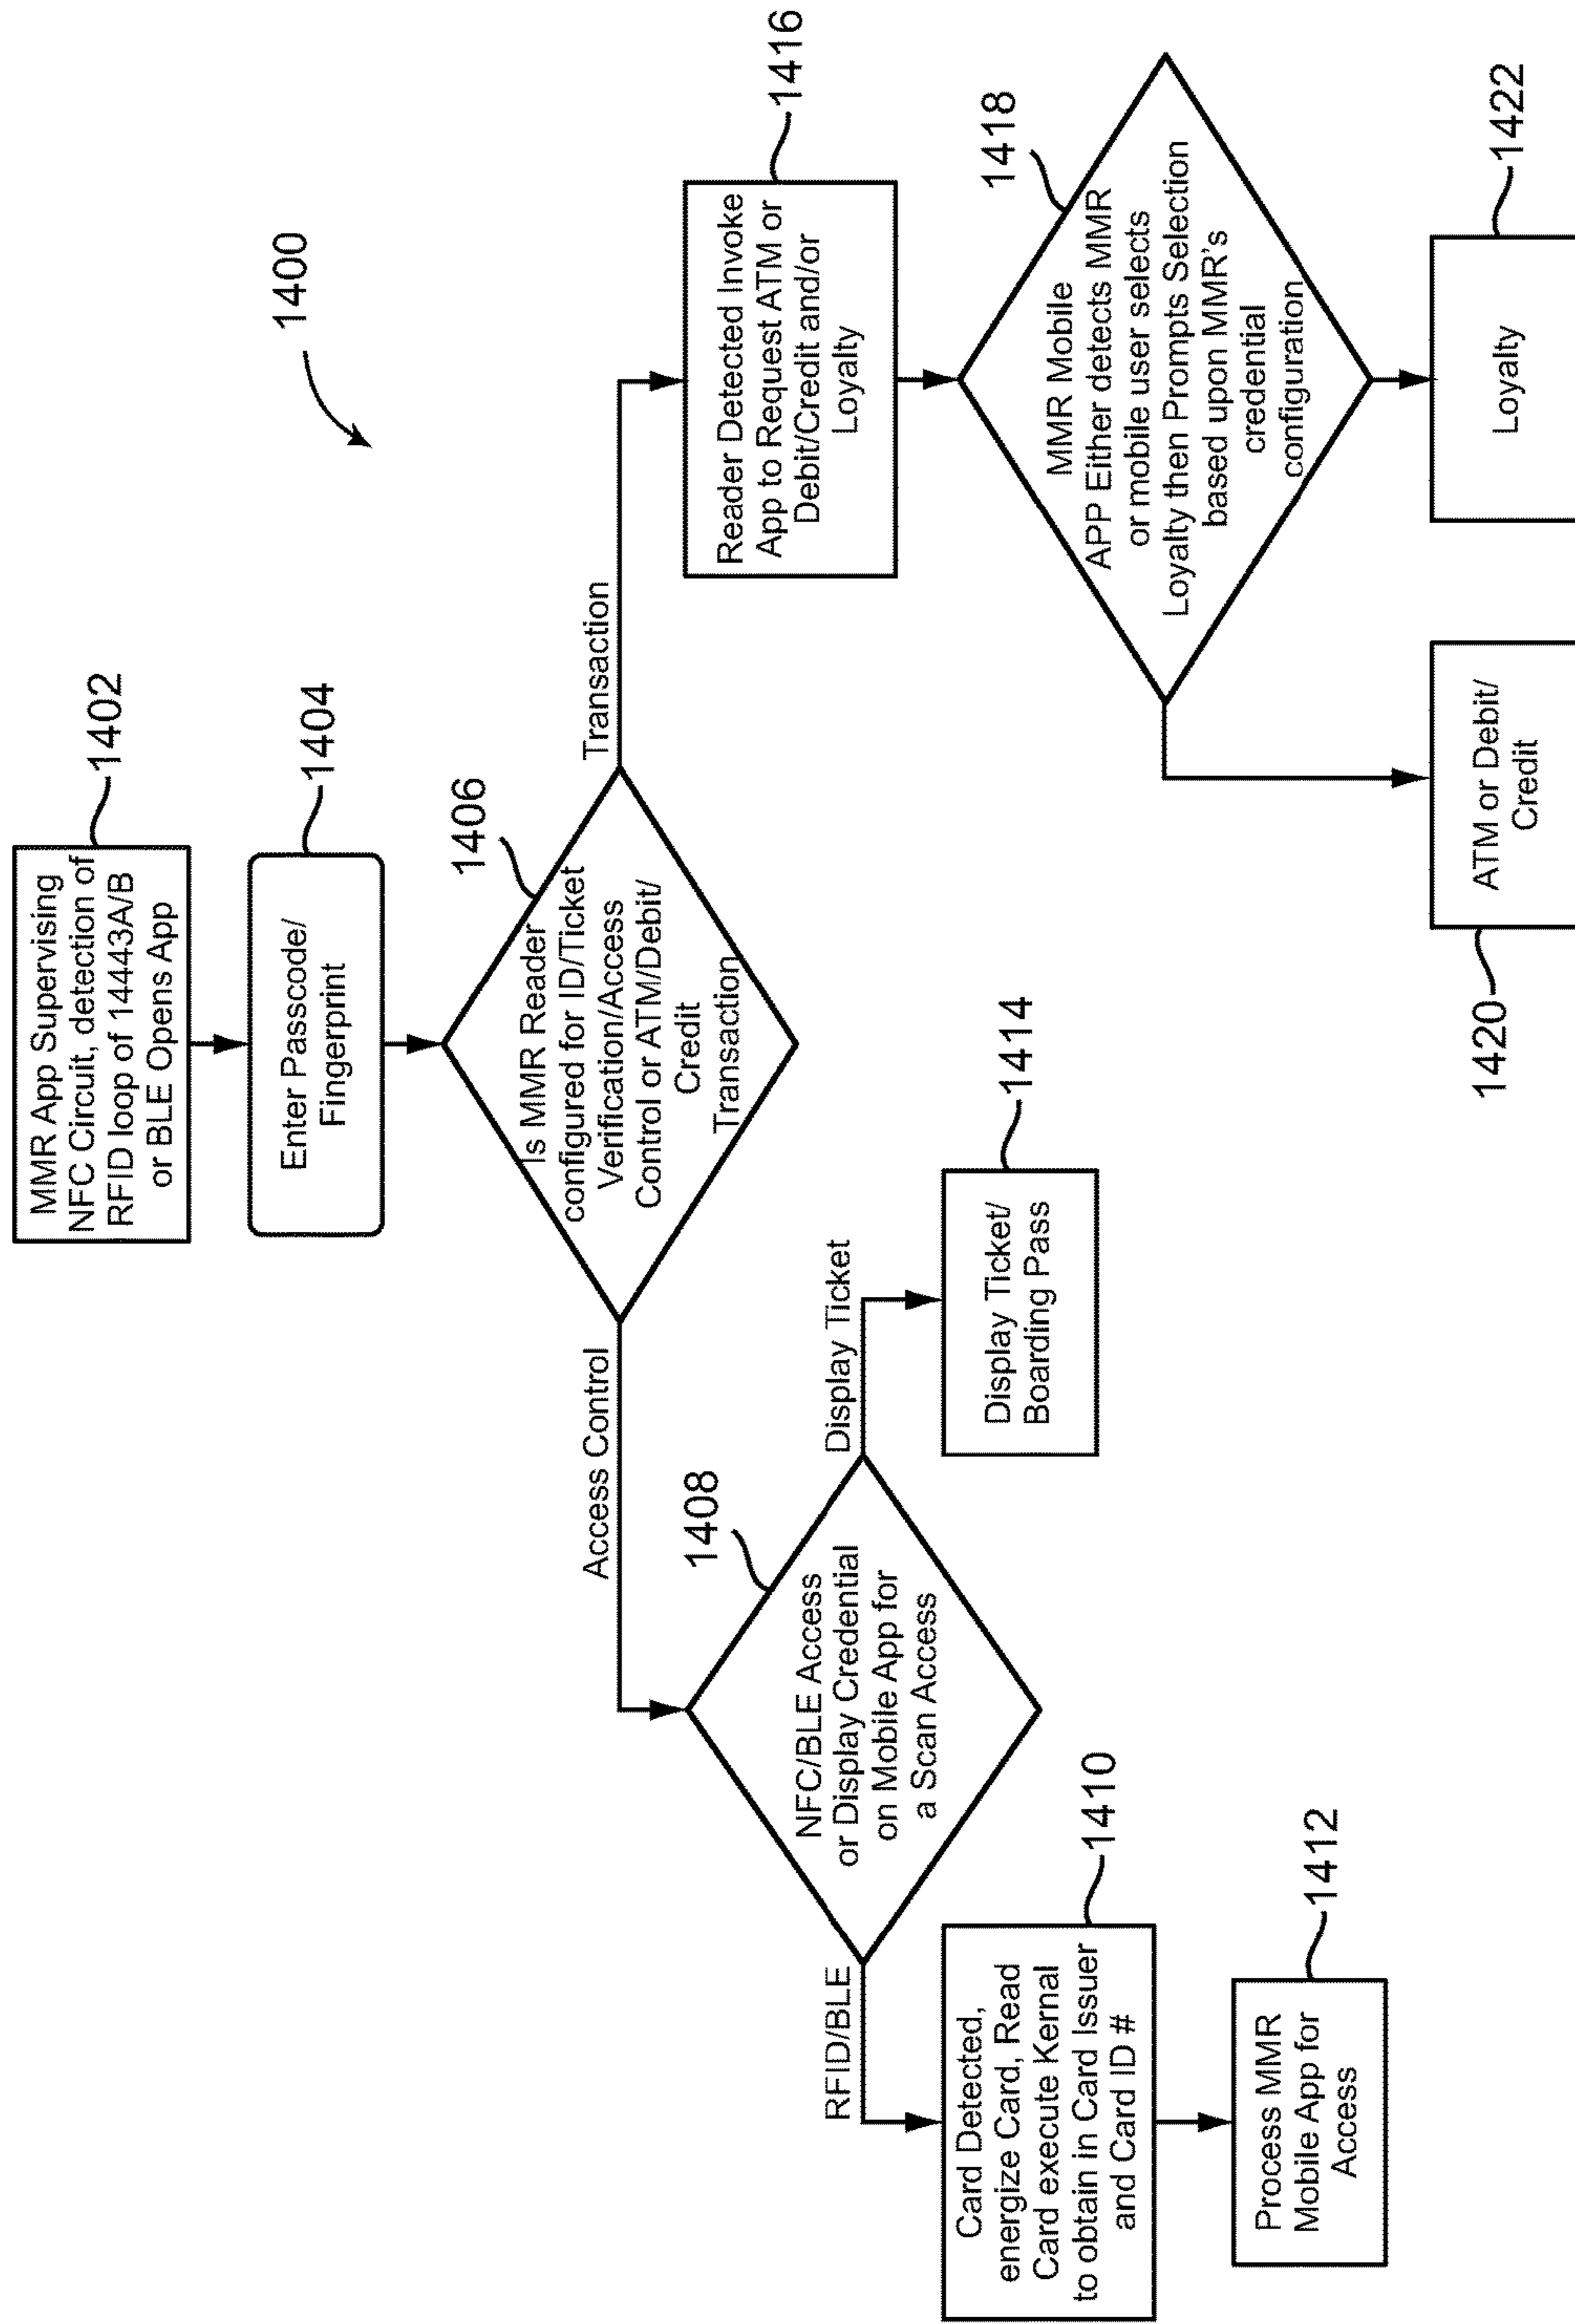 1400
MMR App Supervising
NFC Circuit, detection of
RFID loop of 14443A/B
or BLE Opens App
1402
Enter Passcode/
Fingerprint
1404
Is MMR Reader
configured for ID/Ticket
Verification/Access
Control or ATM/Debit/
Credit
Transaction
1406
Access Control
Transaction
NFC/BLE Access
or Display Credential
on Mobile App for
a Scan Access
1408
RFID/BLE
Display Ticket
Card Detected,
energize Card, Read
Card execute Kernal
to obtain in Card Issuer
and Card ID #
1410
Process MMR
Mobile App for
Access
1412
Display Ticket/
Boarding Pass
1414
Reader Detected Invoke
App to Request ATM or
Debit/Credit and/or
Loyalty
1416
MMR Mobile
APP Either detects MMR
or mobile user selects
Loyalty then Prompts Selection
based upon MMR's
credential
configuration
1418
ATM or Debit/
Credit
1420
Loyalty
1422